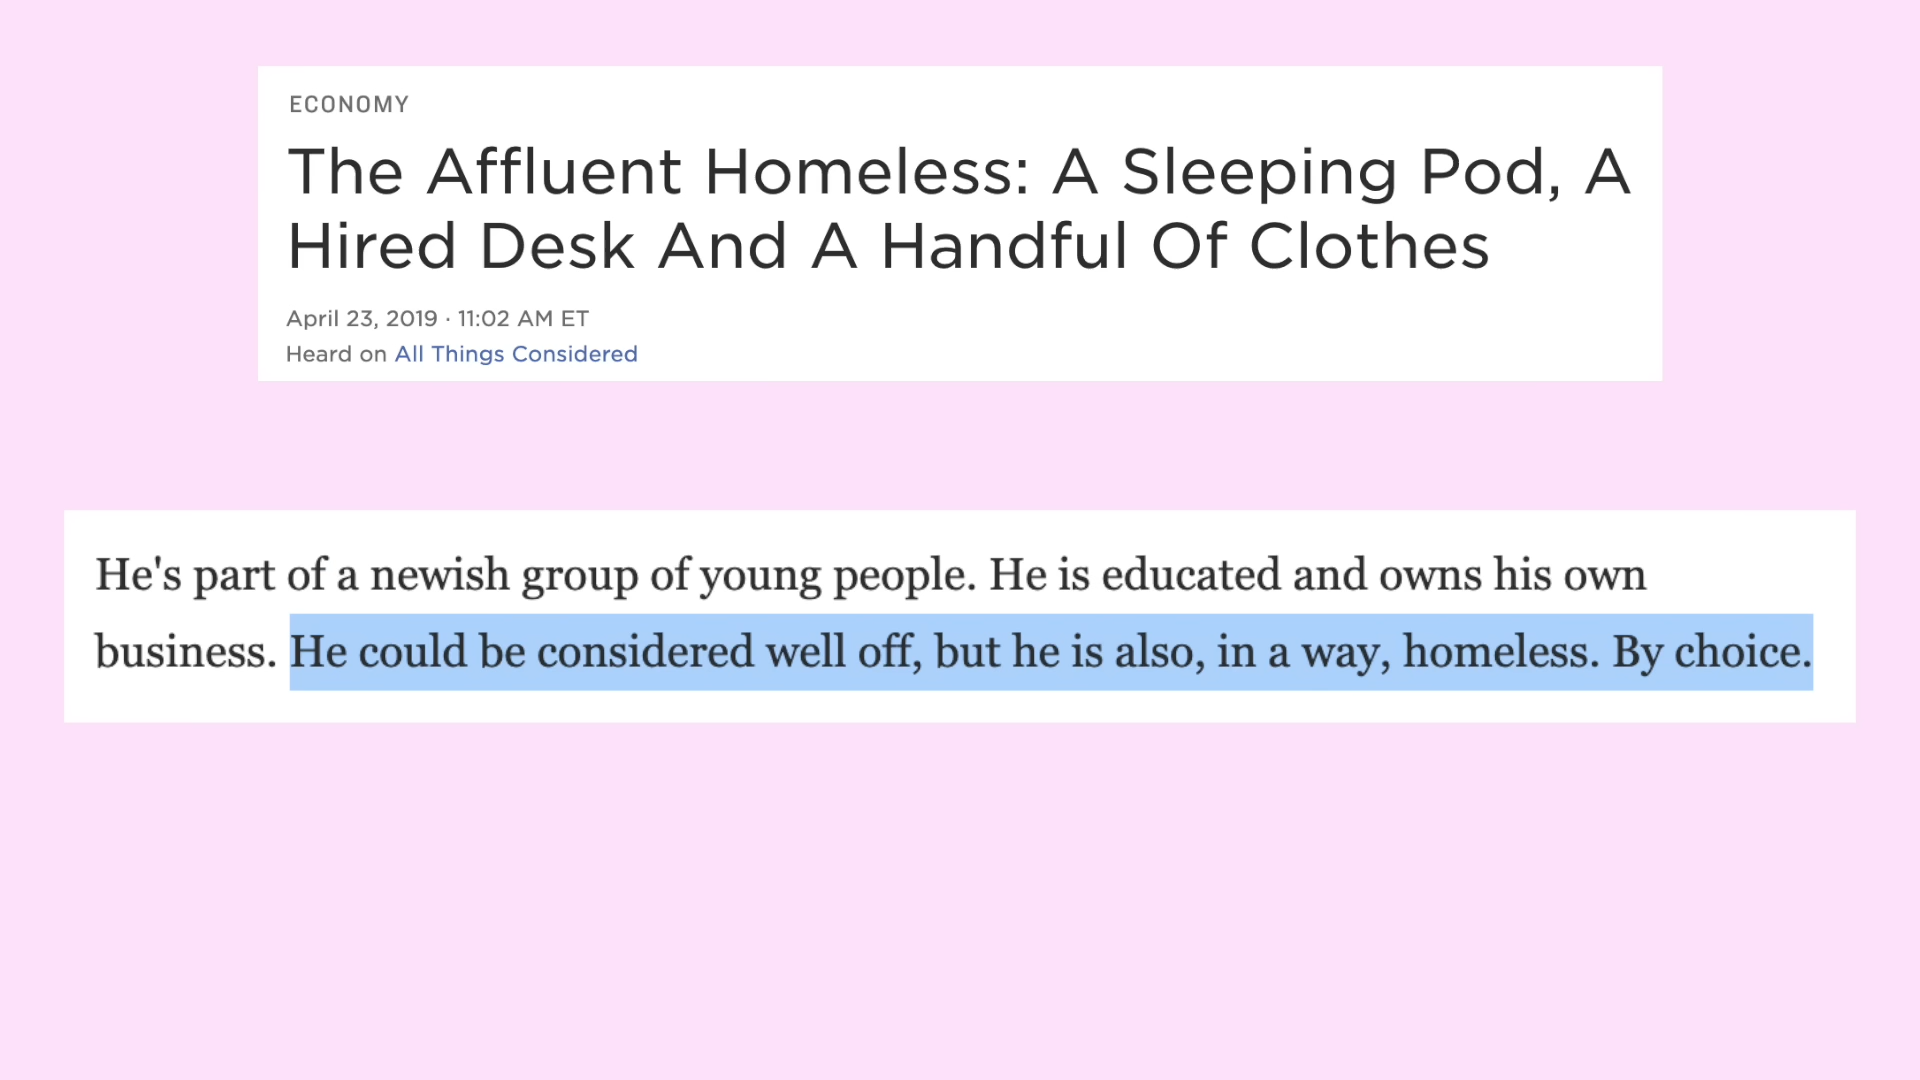 ECONOMY
The Affluent Homeless: A Sleeping Pod, A
Hired Desk And A Handful Of Clothes
April 23, 2019 · 11:02 AM ET
Heard on All Things Considered
He's part of a newish group of young people. He is educated and owns his own
business. He could be considered well off, but he is also, in a way, homeless. By choice.